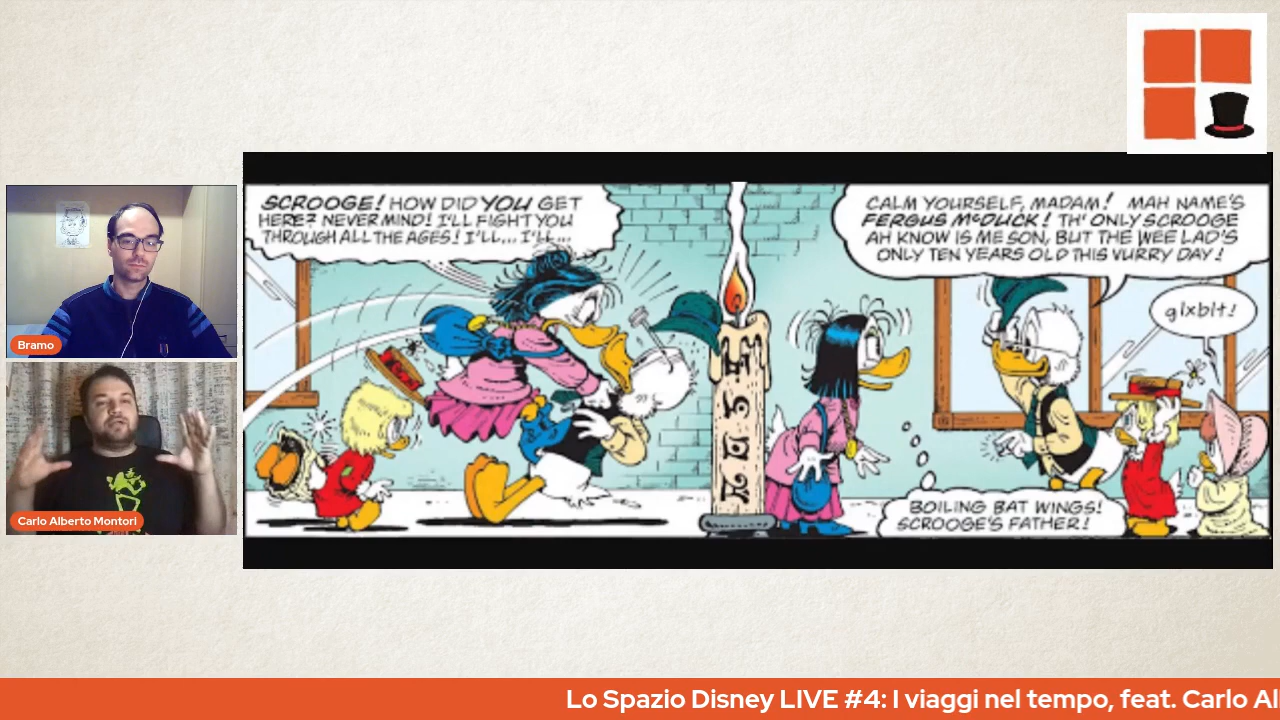 SCROOGE! HOW DID YOU GET
HERE? NEVER MIND! I'LL FIGHT YOU
THROUGH ALL THE AGES! I'LL... I'LL...
CALM YOURSELF, MADAM! MAH NAME'S
FERGUS McDUCK! TH' ONLY SCROOGE
AH KNOW IS ME SON, BUT THE WEE LAD'S
ONLY TEN YEARS OLD THIS VURRY DAY!
glxblt!
BOILING BAT WINGS!
SCROOGE'S FATHER!
Bramo
Carlo Alberto Montori
Lo Spazio Disney LIVE #4: I viaggi nel tempo, feat. Carlo Al